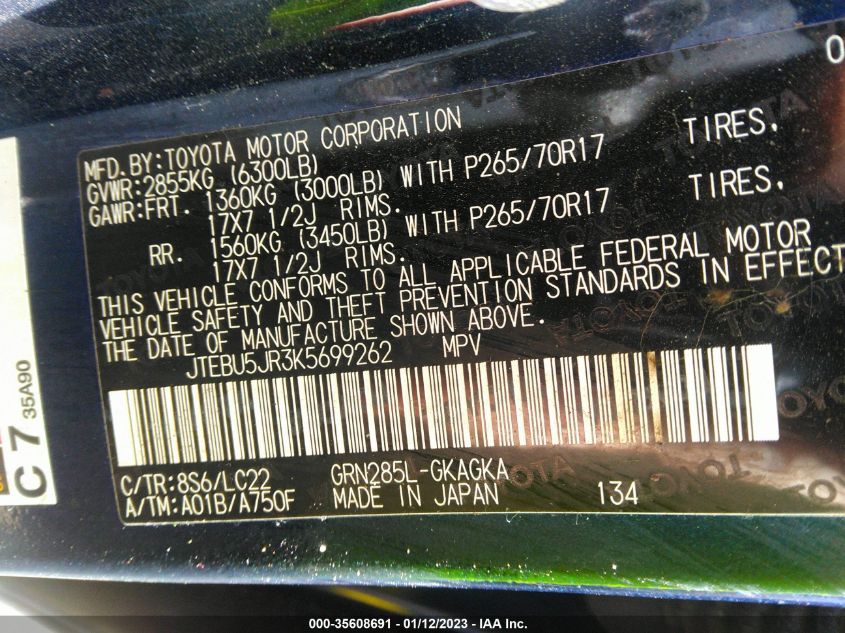 0
MFD.BY:TOYOTA MOTOR CORPORATION
GVWR:2855KG (6300LB)
GAWR:FRT. 1360KG (3000LB) WITH P265/70R17 TIRES,
17X7 1/2J RIMS.
RR. 1560KG (3450LB) WITH P265/70R17 TIRES,
17X7 1/2J RIMS.
THIS VEHICLE CONFORMS TO ALL APPLICABLE FEDERAL MOTOR
VEHICLE SAFETY AND THEFT PREVENTION STANDARDS IN EFFECT
THE DATE OF MANUFACTURE SHOWN ABOVE.
JTEBU5JR3K5699262 MPV
C/TR:8S6/LC22 GRN285L-GKAGKA
A/TM:A01B/A750F MADE IN JAPAN 134
C7 35A90
000-35608691 - 01/12/2023 - IAA Inc.